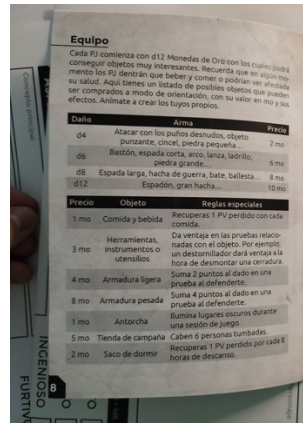 Equipo
Cada PJ comienza con d12 Monedas de Oro con los cuales podrá
conseguir objetos muy interesantes. Recuerda que en algún mo-
mento los PJ dentrán que beber y comer o podrían ver afectada
su salud. Aquí tienes un listado de posibles objetos que pueden
ser comprados a modo de orientación, con su valor en mo y sus
efectos. Anímate a crear los tuyos propios.
Daño Arma Precio
d4 Atacar con los puños desnudos, objeto
punzante, cincel, piedra pequeña... 2 mo
d6 Bastón, espada corta, arco, lanza, ladrillo,
piedra grande... 6 mo
d8 Espada larga, hacha de guerra, bate, ballesta... 8 mo
d12 Espadón, gran hacha... 10 mo
Precio Objeto Reglas especiales
1 mo Comida y bebida Recuperas 1 PV perdido con cada
comida.
3 mo Herramientas, instrumentos o utensilios Da ventaja en las pruebas relacio-
nadas con el objeto. Por ejemplo,
un destornillador dará ventaja a la
hora de desmontar una cerradura.
4 mo Armadura ligera Suma 2 puntos al dado en una
prueba al defenderte.
8 mo Armadura pesada Suma 4 puntos al dado en una
prueba al defenderte.
1 mo Antorcha Ilumina lugares oscuros durante
una sesión de juego.
5 mo Tienda de campaña Caben 6 personas tumbadas.
2 mo Saco de dormir Recuperas 1 PV perdido por cada 8
horas de descanso.
8
Concepto principal
INGENIOSO
FURTIVO